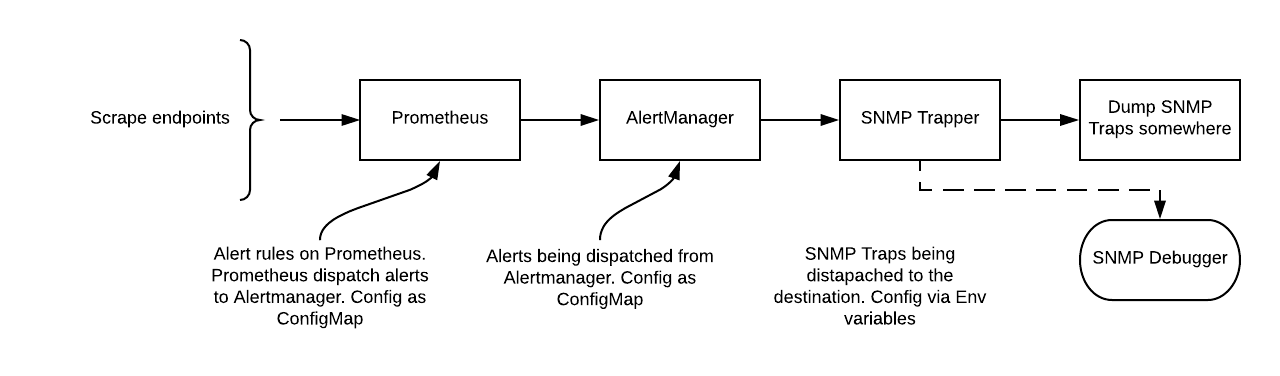 Scrape endpoints
Prometheus
AlertManager
SNMP Trapper
Dump SNMP
Traps somewhere
Alert rules on Prometheus.
Prometheus dispatch alerts
to Alertmanager. Config as
ConfigMap
Alerts being dispatched from
Alertmanager. Config as
ConfigMap
SNMP Traps being
distapached to the
destination. Config via Env
variables
SNMP Debugger